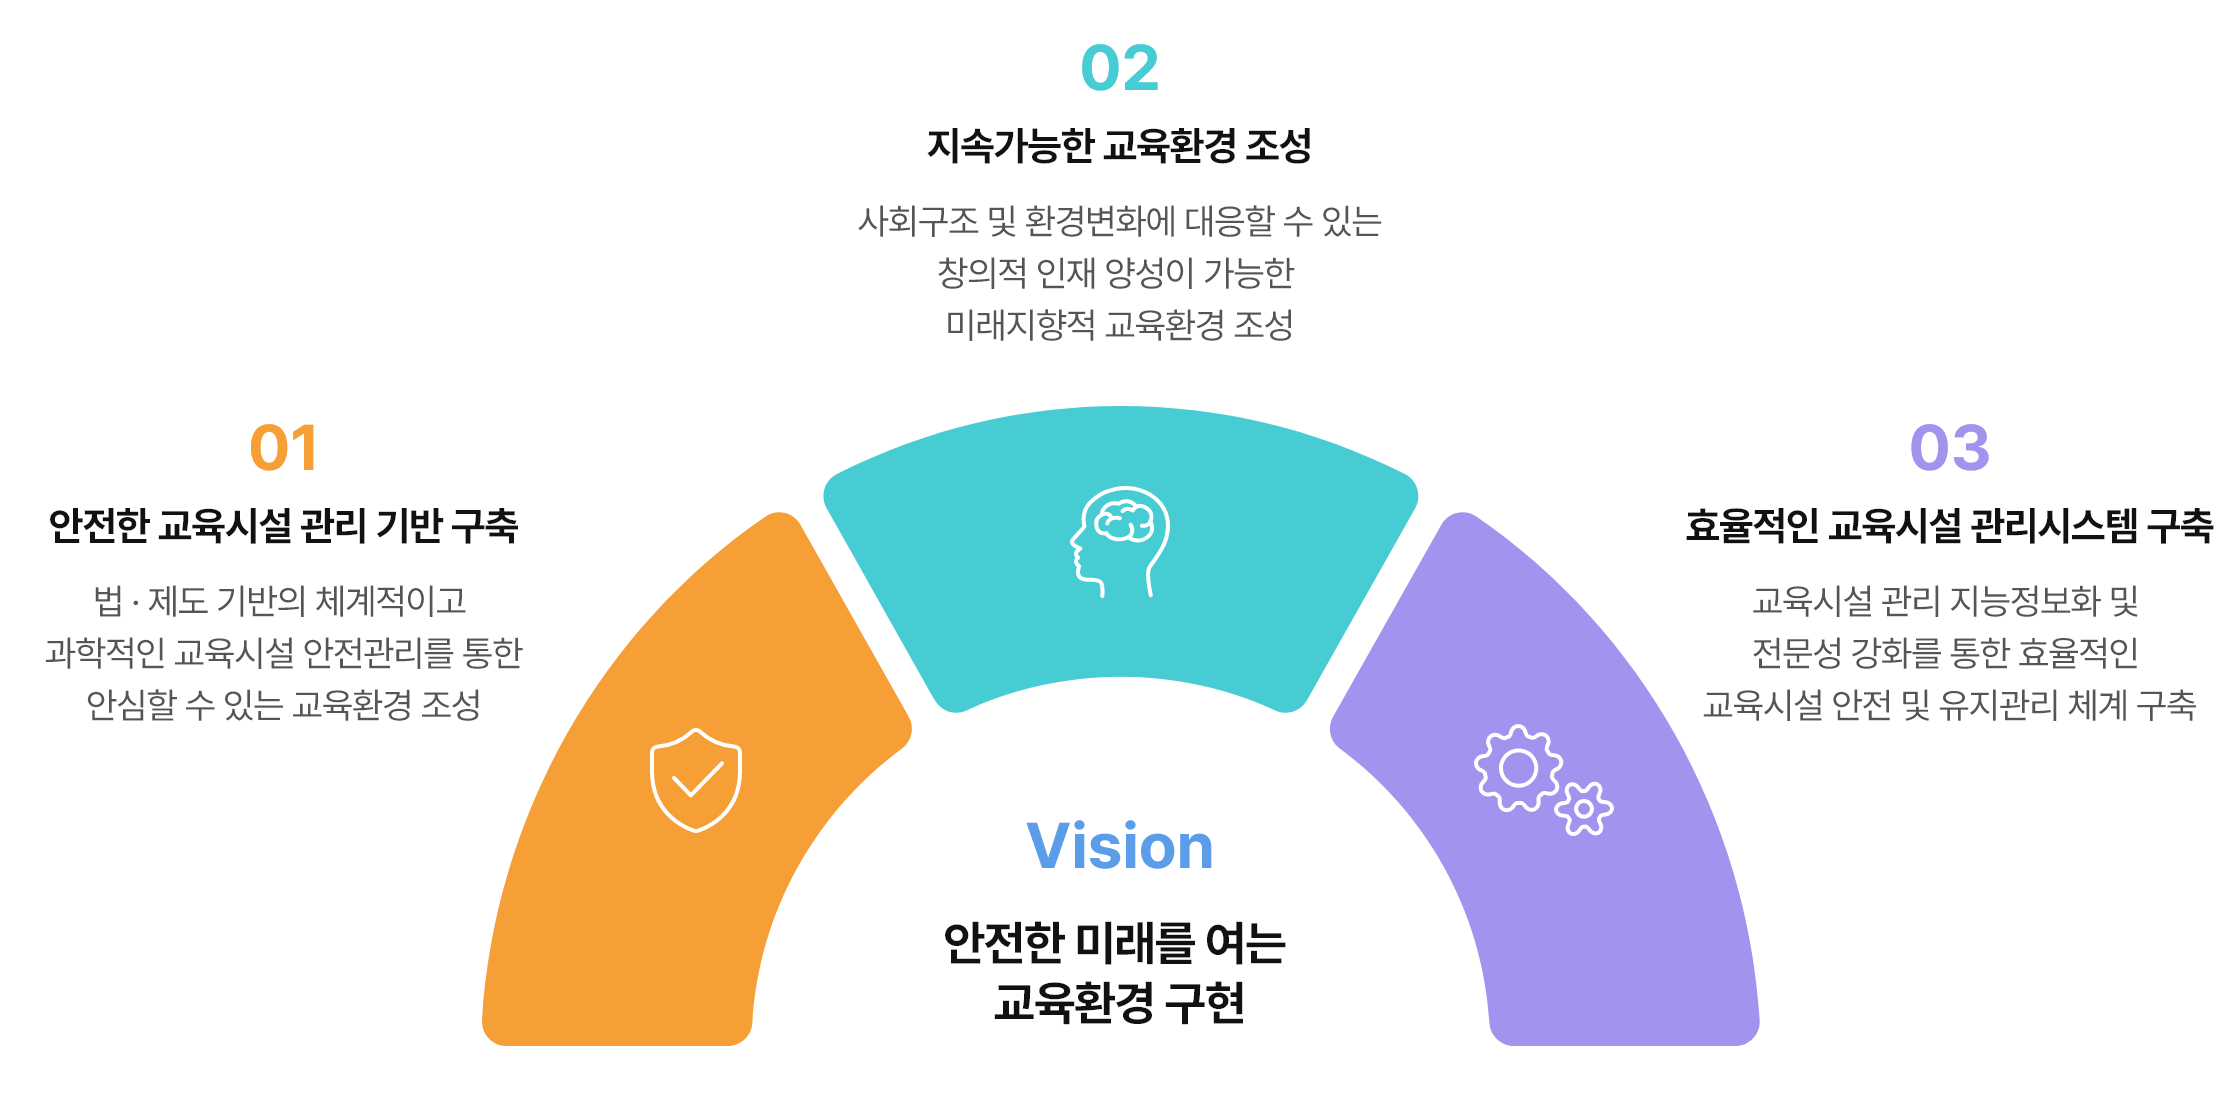 01
안전한 교육시설 관리 기반 구축
법 · 제도 기반의 체계적이고
과학적인 교육시설 안전관리를 통한
안심할 수 있는 교육환경 조성
02
지속가능한 교육환경 조성
사회구조 및 환경변화에 대응할 수 있는
창의적 인재 양성이 가능한
미래지향적 교육환경 조성
03
효율적인 교육시설 관리시스템 구축
교육시설 관리 지능정보화 및
전문성 강화를 통한 효율적인
교육시설 안전 및 유지관리 체계 구축
Vision
안전한 미래를 여는
교육환경 구현